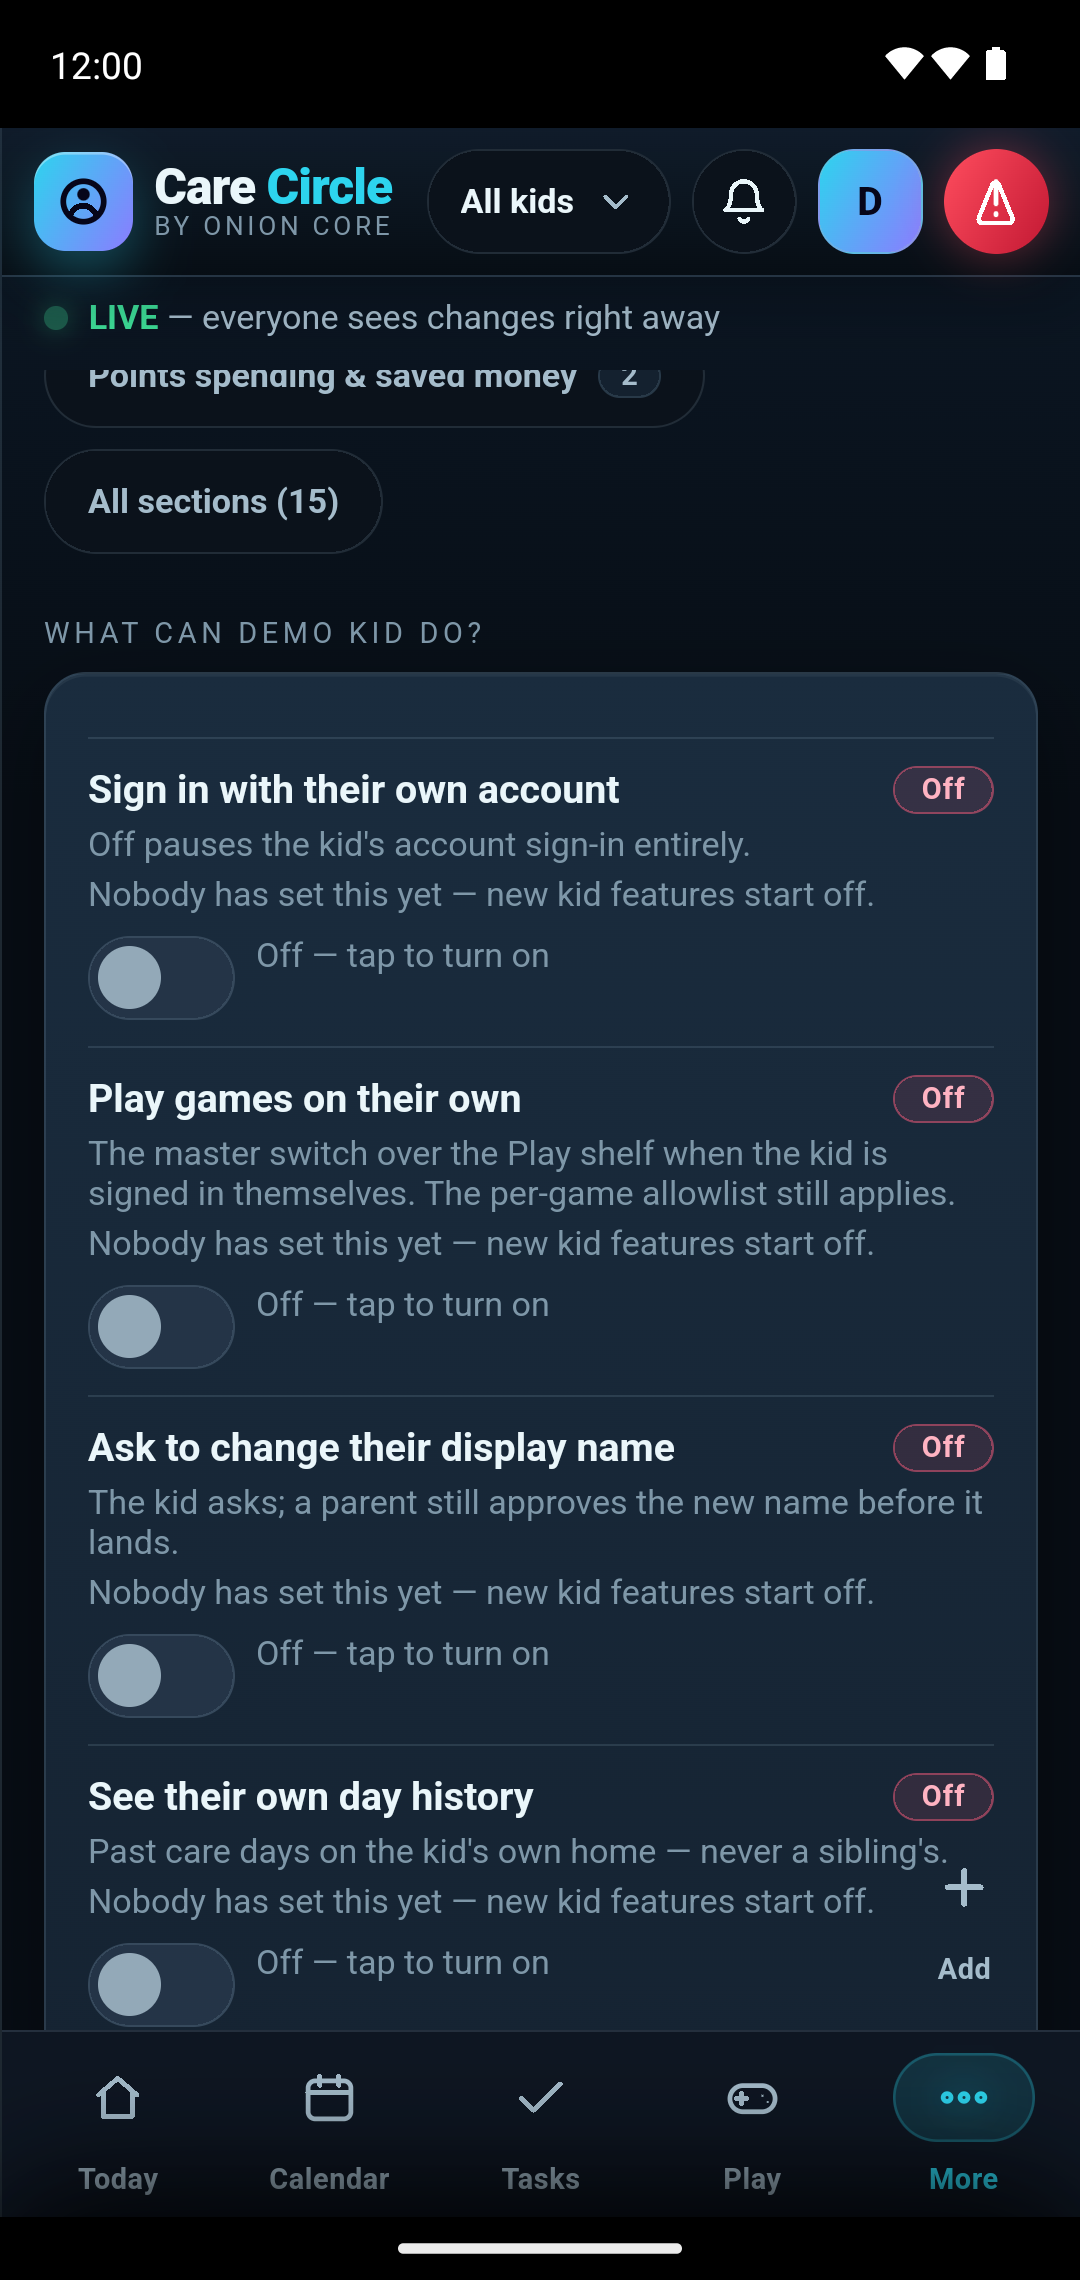 12:00
Care Circle
BY ONION CORE
All kids
D
LIVE — everyone sees changes right away
Points spending & saved money 2
All sections (15)
WHAT CAN DEMO KID DO?
Sign in with their own account
Off
Off pauses the kid's account sign-in entirely.
Nobody has set this yet — new kid features start off.
Off — tap to turn on
Play games on their own
Off
The master switch over the Play shelf when the kid is
signed in themselves. The per-game allowlist still applies.
Nobody has set this yet — new kid features start off.
Off — tap to turn on
Ask to change their display name
Off
The kid asks; a parent still approves the new name before it
lands.
Nobody has set this yet — new kid features start off.
Off — tap to turn on
See their own day history
Off
Past care days on the kid's own home — never a sibling's.
Nobody has set this yet — new kid features start off.
Off — tap to turn on
Add
Today
Calendar
Tasks
Play
More